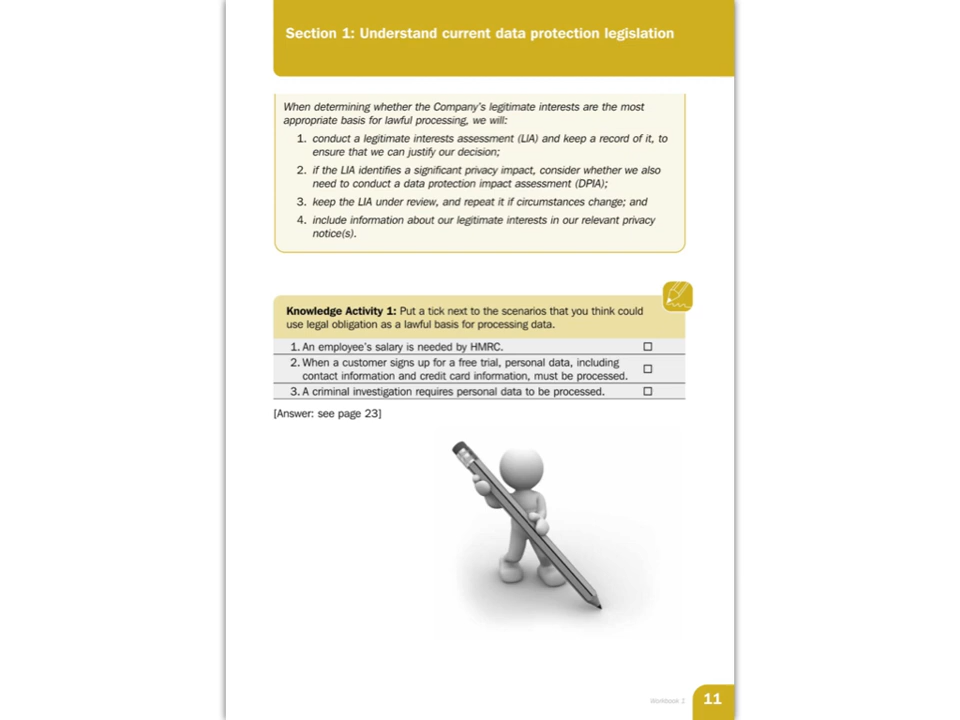 Section 1: Understand current data protection legislation
When determining whether the Company's legitimate interests are the most
appropriate basis for lawful processing, we will:
1. conduct a legitimate interests assessment (LIA) and keep a record of it, to
ensure that we can justify our decision;
2. if the LIA identifies a significant privacy impact, consider whether we also
need to conduct a data protection impact assessment (DPIA);
3. keep the LIA under review, and repeat it if circumstances change; and
4. include information about our legitimate interests in our relevant privacy
notice(s).
Knowledge Activity 1: Put a tick next to the scenarios that you think could
use legal obligation as a lawful basis for processing data.
1. An employee's salary is needed by HMRC.
2. When a customer signs up for a free trial, personal data, including
contact information and credit card information, must be processed.
3. A criminal investigation requires personal data to be processed.
[Answer: see page 23]
Workbook 1
11